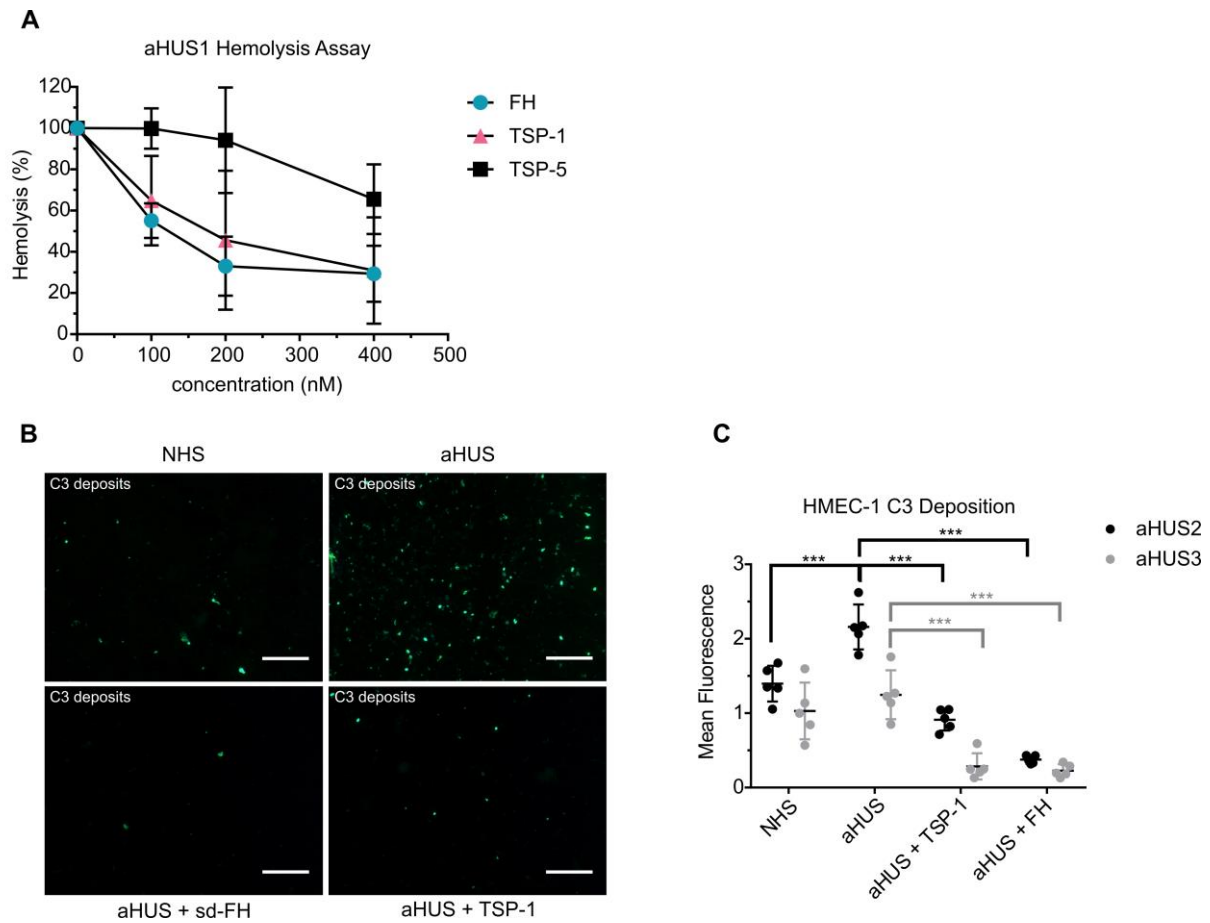 A
aHUS1 Hemolysis Assay
120
100
80
60
40
20
0
Hemolysis (%)
0 100 200 300 400 500
concentration (nM)
FH
TSP-1
TSP-5
B
NHS aHUS
C3 deposits C3 deposits
C3 deposits C3 deposits
aHUS + sd-FH aHUS + TSP-1
C
HMEC-1 C3 Deposition
aHUS2
aHUS3
***
*** ***
***
***
3
2
1
0
Mean Fluorescence
NHS
aHUS
aHUS + TSP-1
aHUS + FH